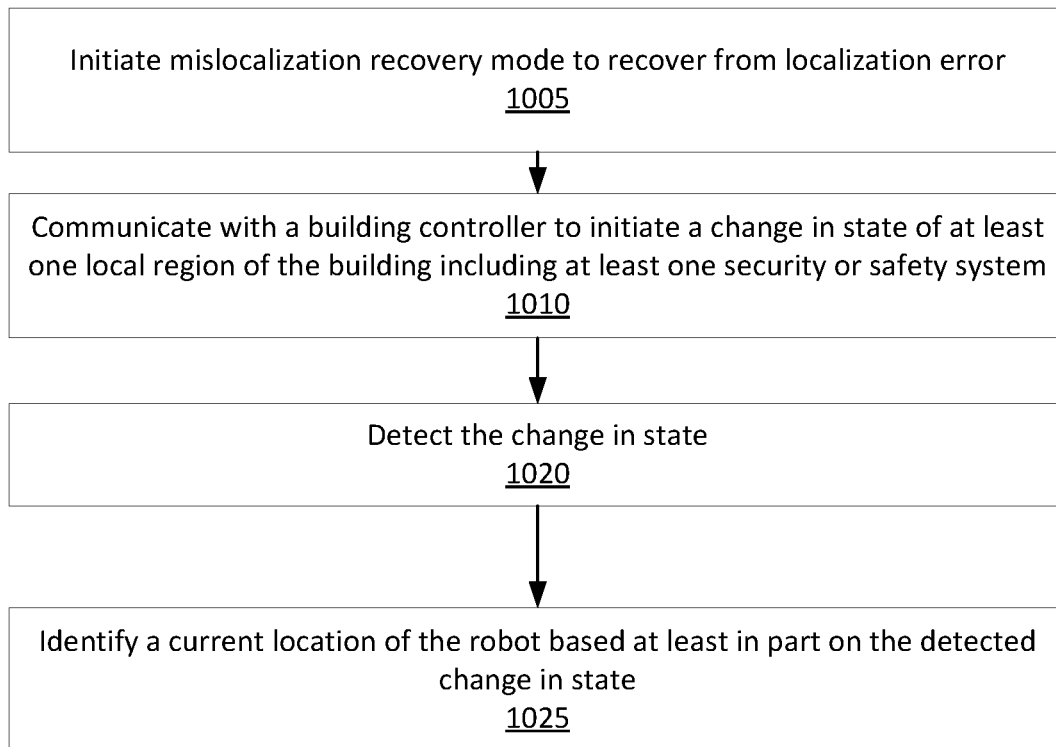 Initiate mislocalization recovery mode to recover from localization error
1005
Communicate with a building controller to initiate a change in state of at least
one local region of the building including at least one security or safety system
1010
Detect the change in state
1020
Identify a current location of the robot based at least in part on the detected
change in state
1025